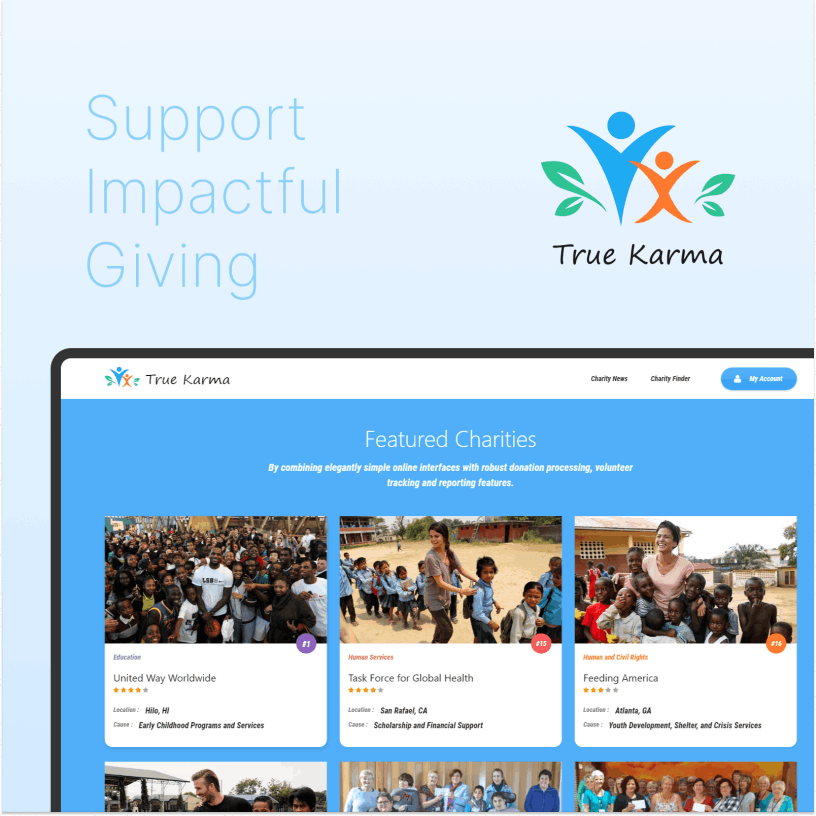 Support
Impactful
Giving
True Karma
True Karma
Charity News
Charity Finder
My Account
Featured Charities
By combining elegantly simple online interfaces with robust donation processing, volunteer
tracking and reporting features.
#1
Education
United Way Worldwide
Location : Hilo, HI
Cause : Early Childhood Programs and Services
#15
Human Services
Task Force for Global Health
Location : San Rafael, CA
Cause : Scholarship and Financial Support
#16
Human and Civil Rights
Feeding America
Location : Atlanta, GA
Cause : Youth Development, Shelter, and Crisis Services